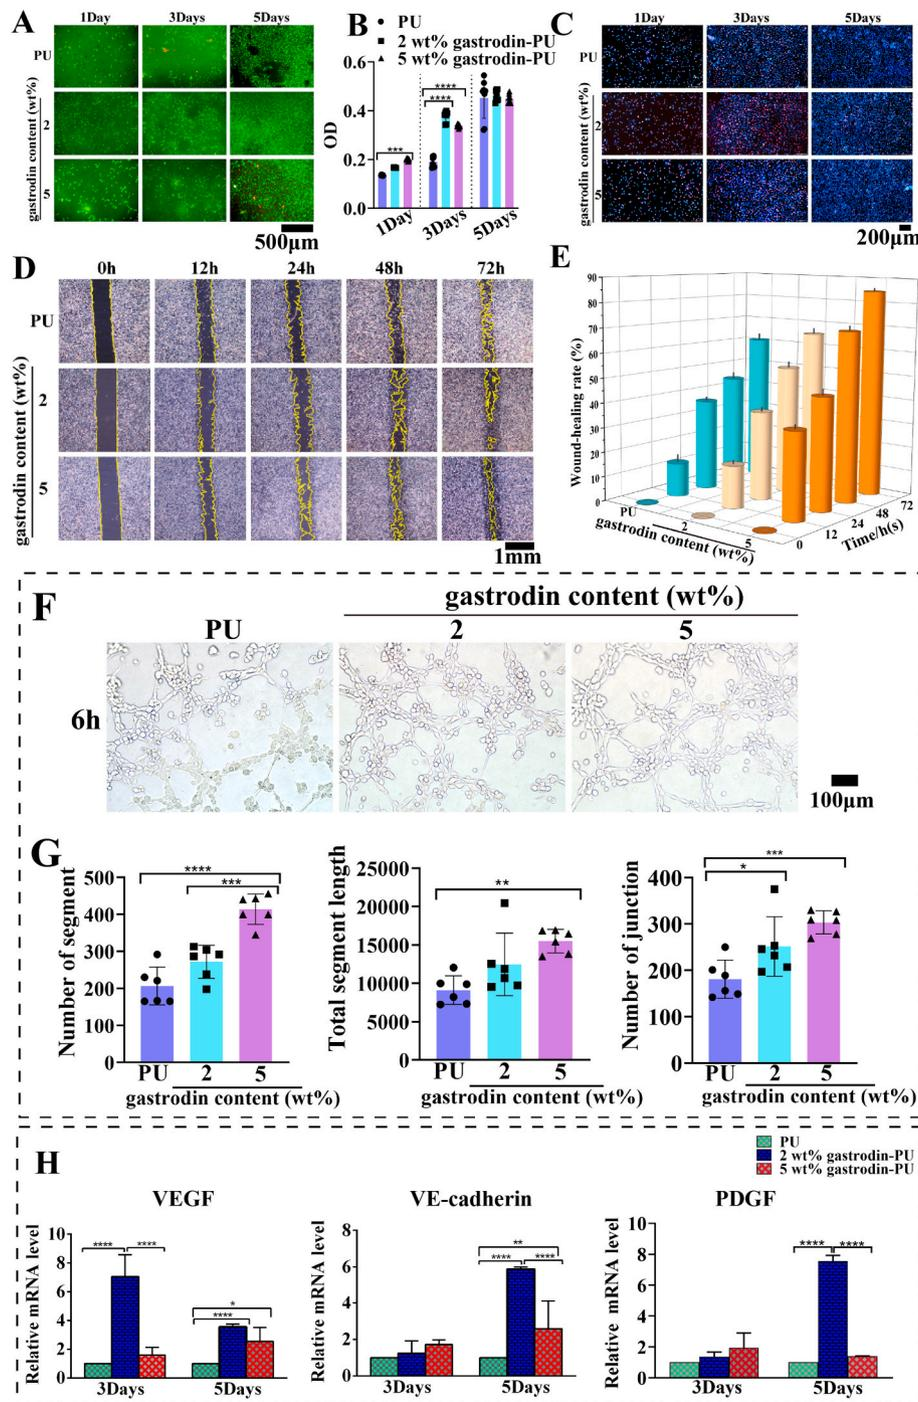 A
1Day
3Days
5Days
PU
gastrodin content (wt%)
2
5
500μm
B
PU
2 wt% gastrodin-PU
5 wt% gastrodin-PU
OD
0.6
0.4
0.2
0.0
***
****
****
1Day
3Days
5Days
C
1Day
3Days
5Days
PU
gastrodin content (wt%)
2
5
200μm
D
0h
12h
24h
48h
72h
PU
gastrodin content (wt%)
2
5
1mm
E
Wound-healing rate (%)
90
80
70
60
50
40
30
20
10
0
PU
2
5
gastrodin content (wt%)
0
12
24
48
72
Time/h(s)
F
gastrodin content (wt%)
PU
2
5
6h
100μm
G
Number of segment
500
400
300
200
100
0
****
***
PU
2
5
gastrodin content (wt%)
Total segment length
25000
20000
15000
10000
5000
0
**
PU
2
5
gastrodin content (wt%)
Number of junction
400
300
200
100
0
***
*
PU
2
5
gastrodin content (wt%)
H
PU
2 wt% gastrodin-PU
5 wt% gastrodin-PU
VEGF
Relative mRNA level
10
8
6
4
2
0
****
****
*
****
3Days
5Days
VE-cadherin
Relative mRNA level
8
6
4
2
0
**
****
****
3Days
5Days
PDGF
Relative mRNA level
10
8
6
4
2
0
****
****
3Days
5Days